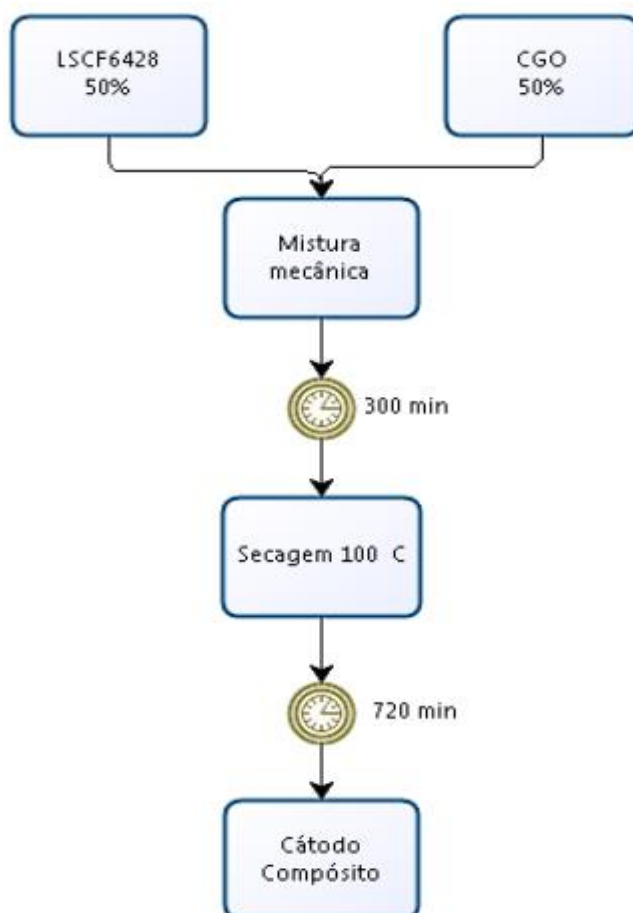 LSCF6428
50%
CGO
50%
Mistura
mecânica
300 min
Secagem 100 C
720 min
Cátodo
Compósito